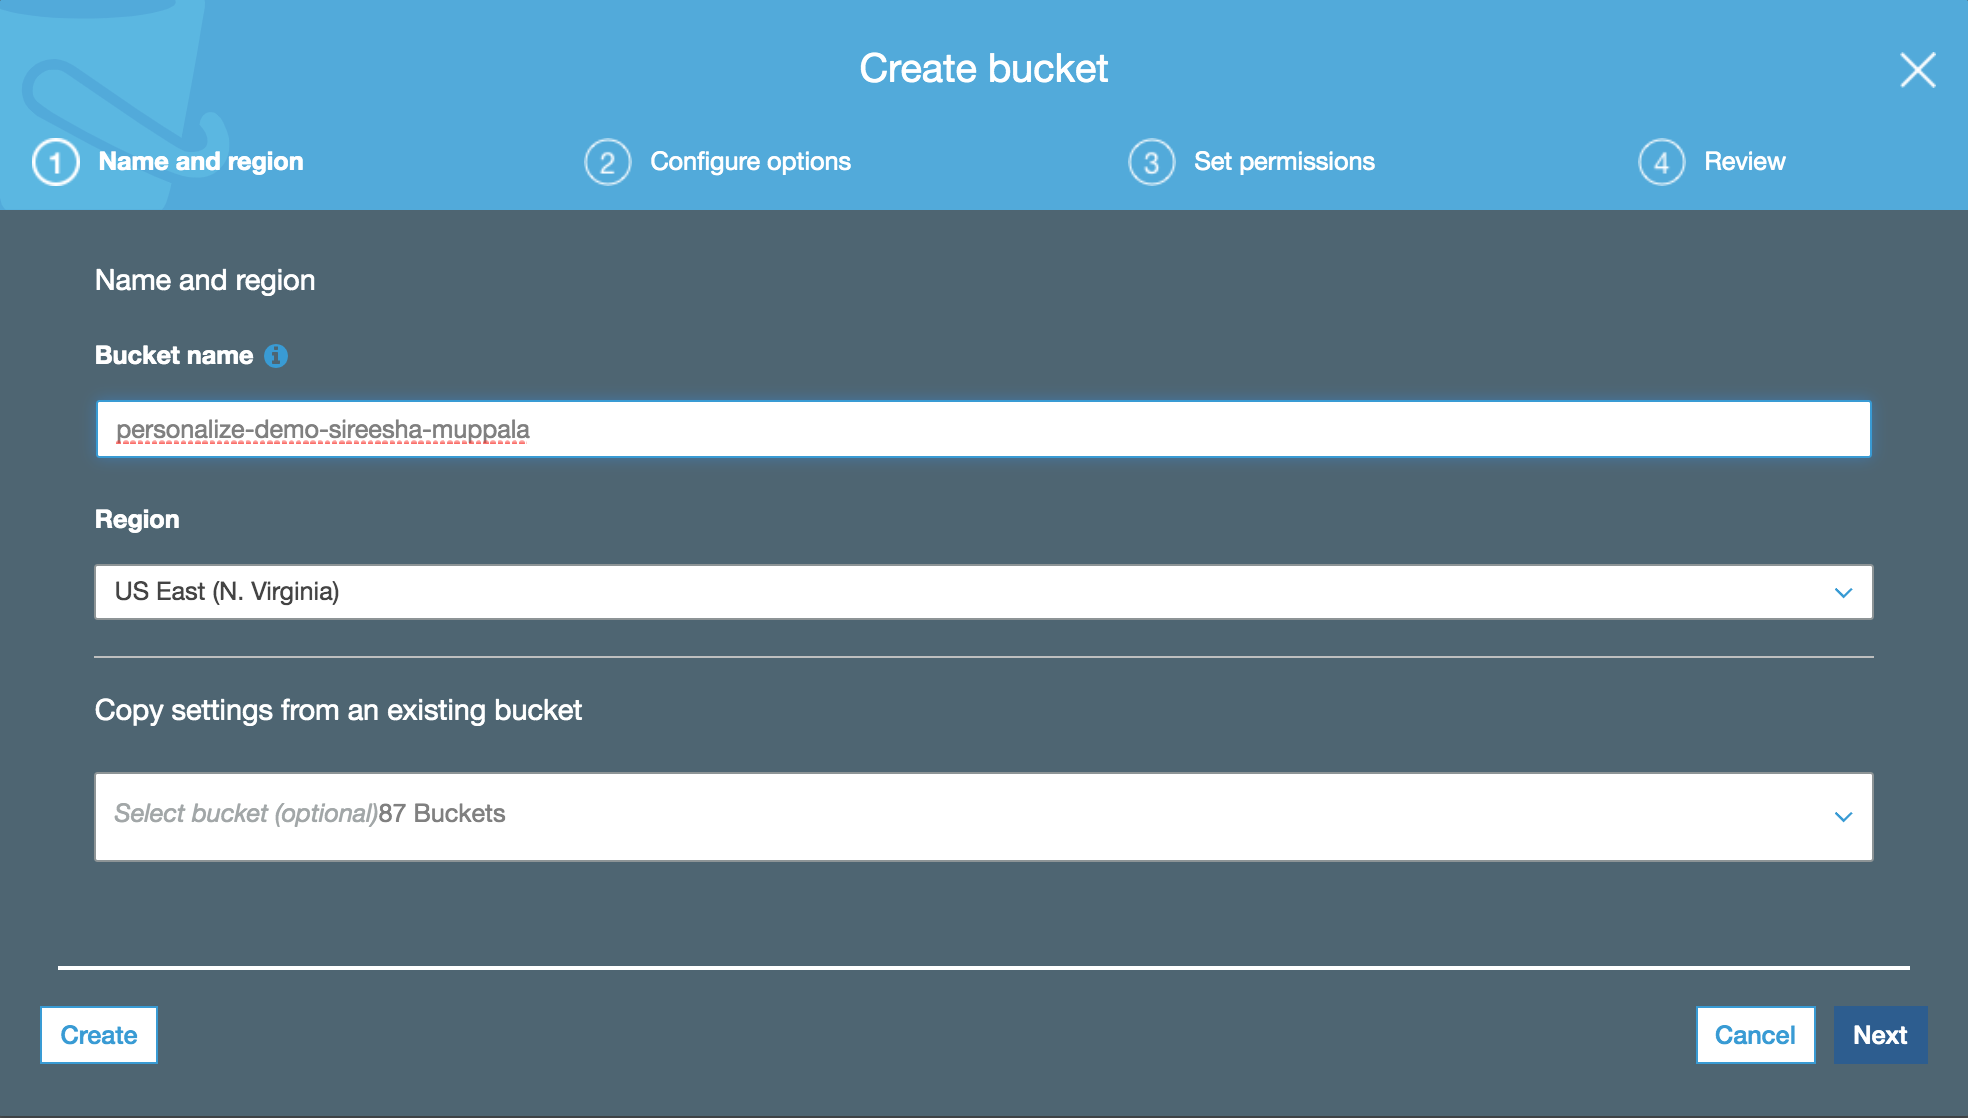 Create bucket
1 Name and region 2 Configure options 3 Set permissions 4 Review
Name and region
Bucket name
personalize-demo-sireesha-muppala
Region
US East (N. Virginia)
Copy settings from an existing bucket
Select bucket (optional)87 Buckets
Create Cancel Next